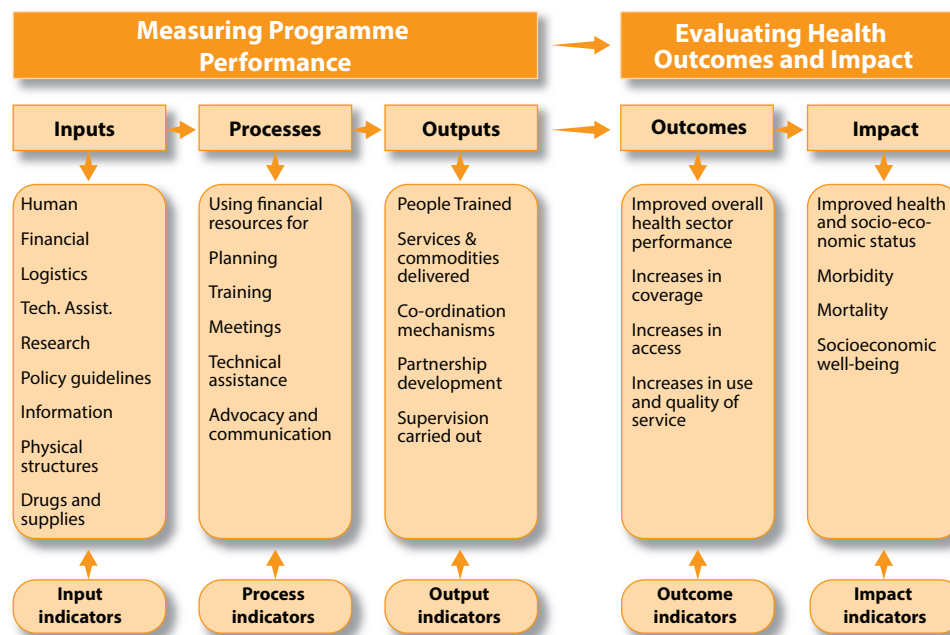 Measuring Programme
Performance
Evaluating Health
Outcomes and Impact
Inputs
Processes
Outputs
Outcomes
Impact
Human
Financial
Logistics
Tech. Assist.
Research
Policy guidelines
Information
Physical
structures
Drugs and
supplies
Using financial
resources for
Planning
Training
Meetings
Technical
assistance
Advocacy and
communication
People Trained
Services &
commodities
delivered
Co-ordination
mechanisms
Partnership
development
Supervision
carried out
Improved overall
health sector
performance
Increases in
coverage
Increases in
access
Increases in use
and quality of
service
Improved health
and socio-eco-
nomic status
Morbidity
Mortality
Socioeconomic
well-being
Input
indicators
Process
indicators
Output
indicators
Outcome
indicators
Impact
indicators